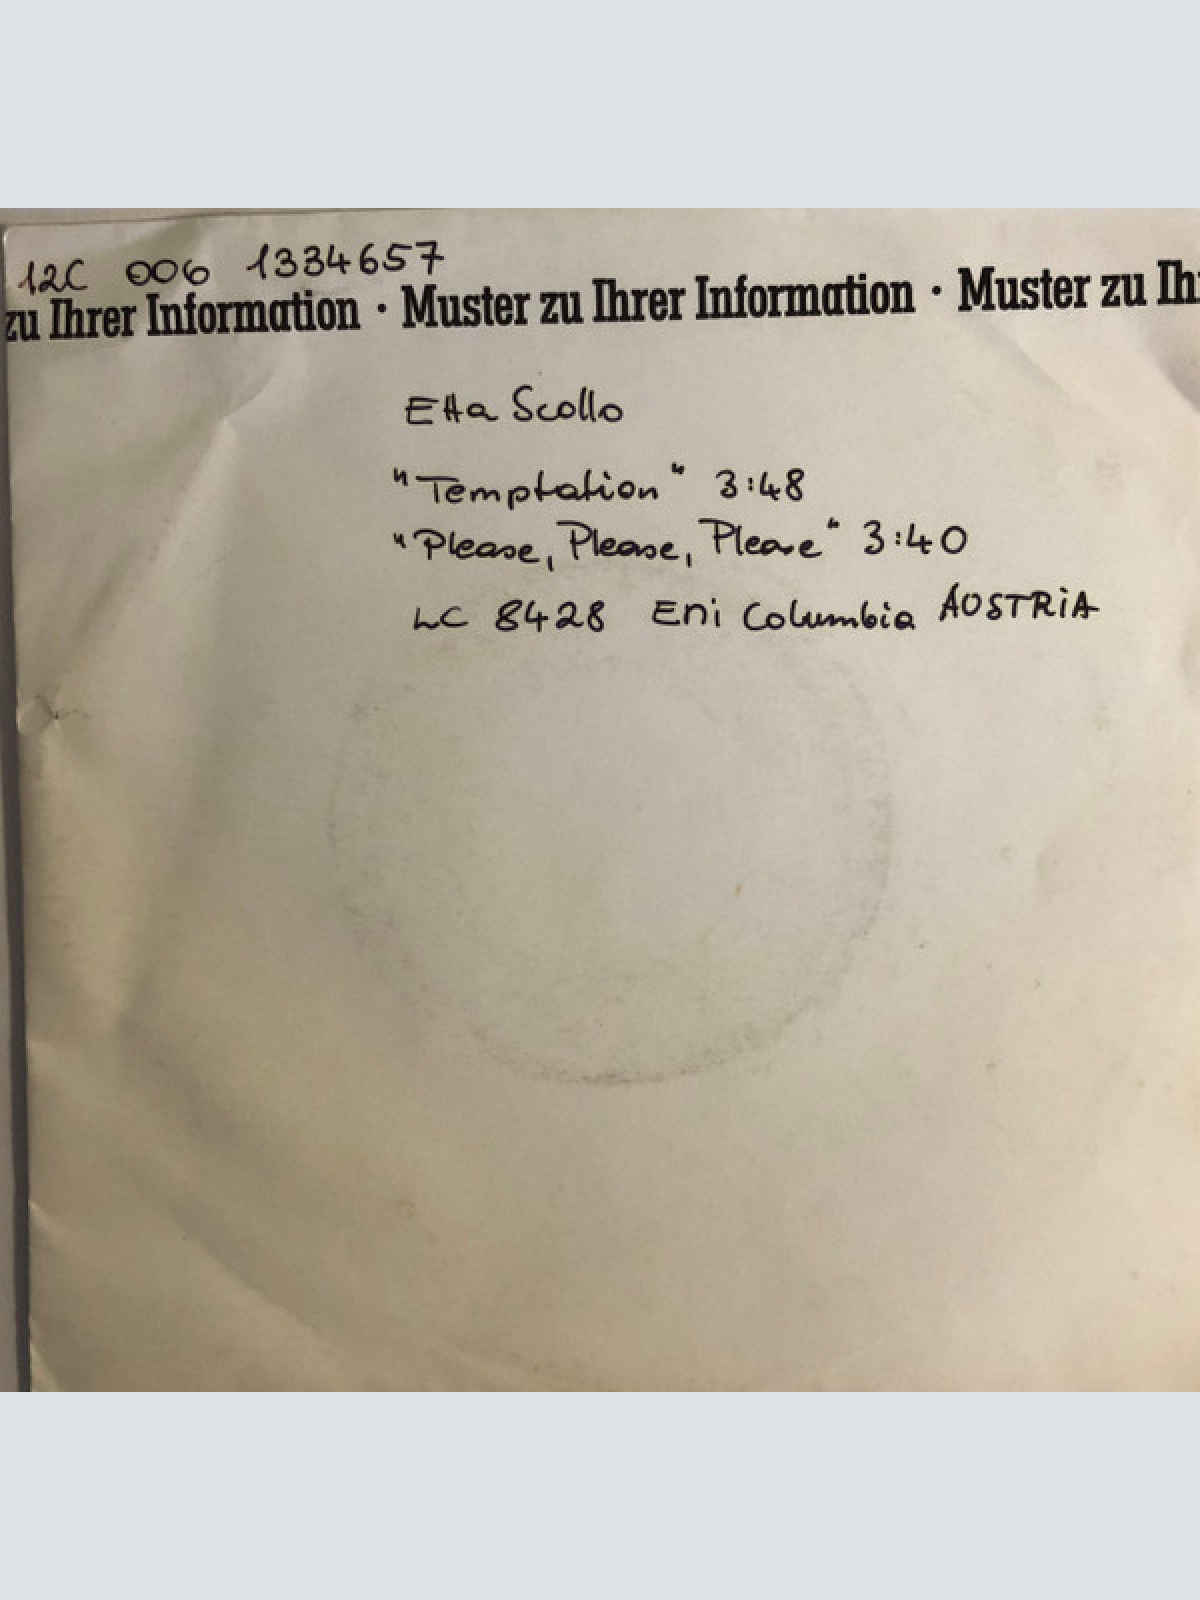 12C 006 1334657
zu Ihrer Information · Muster zu Ihrer Information · Muster zu Ih
Etta Scollo
"Temptation" 3:48
"Please, Please, Please" 3:40
LC 8428 Emi Columbia AUSTRIA